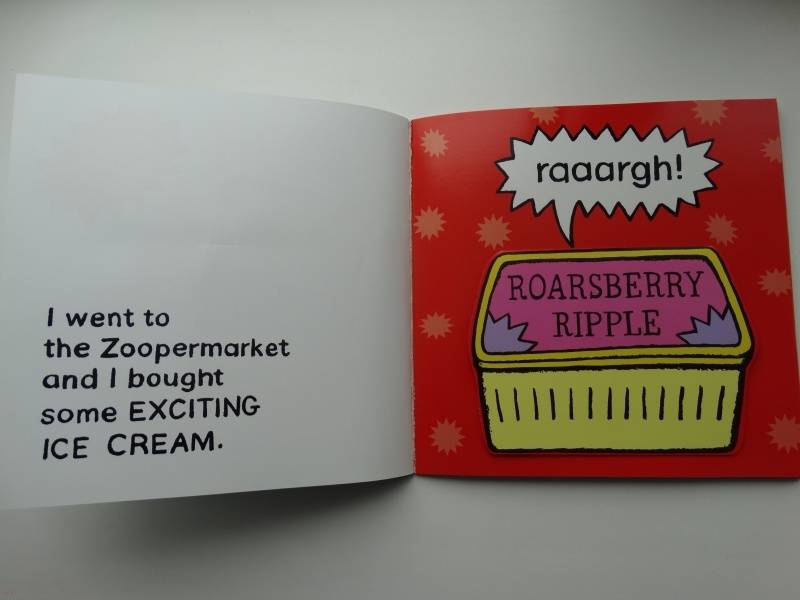 I went to
the Zoopermarket
and I bought
some EXCITING
ICE CREAM.
raaargh!
ROARSBERRY
RIPPLE